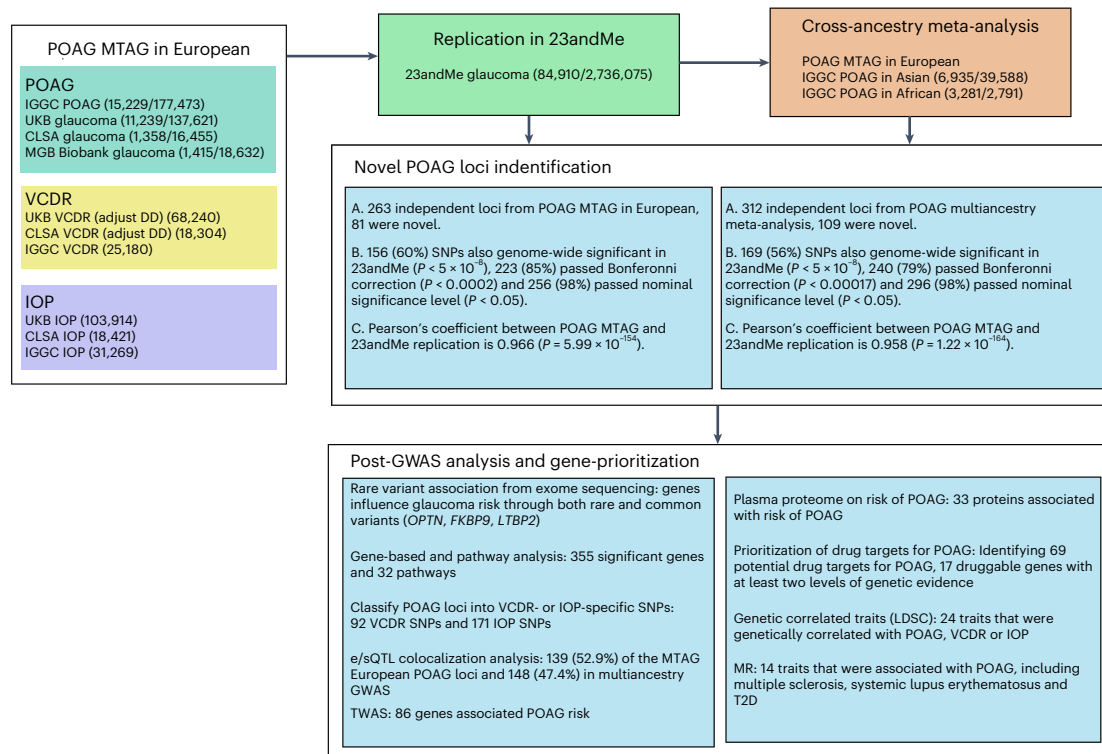 POAG MTAG in European
POAG
IGGC POAG (15,229/177,473)
UKB glaucoma (11,239/137,621)
CLSA glaucoma (1,358/16,455)
MGB Biobank glaucoma (1,415/18,632)
VCDR
UKB VCDR (adjust DD) (68,240)
CLSA VCDR (adjust DD) (18,304)
IGGC VCDR (25,180)
IOP
UKB IOP (103,914)
CLSA IOP (18,421)
IGGC IOP (31,269)
Replication in 23andMe
23andMe glaucoma (84,910/2,736,075)
Cross-ancestry meta-analysis
POAG MTAG in European
IGGC POAG in Asian (6,935/39,588)
IGGC POAG in African (3,281/2,791)
Novel POAG loci indentification
A. 263 independent loci from POAG MTAG in European,
81 were novel.
B. 156 (60%) SNPs also genome-wide significant in
23andMe (P < 5 × 10⁻⁸), 223 (85%) passed Bonferonni
correction (P < 0.0002) and 256 (98%) passed nominal
significance level (P < 0.05).
C. Pearson's coefficient between POAG MTAG and
23andMe replication is 0.966 (P = 5.99 × 10⁻¹⁵⁴).
A. 312 independent loci from POAG multiancestry
meta-analysis, 109 were novel.
B. 169 (56%) SNPs also genome-wide significant in
23andMe (P < 5 × 10⁻⁸), 240 (79%) passed Bonferonni
correction (P < 0.00017) and 296 (98%) passed nominal
significance level (P < 0.05).
C. Pearson's coefficient between POAG MTAG and
23andMe replication is 0.958 (P = 1.22 × 10⁻¹⁶⁴).
Post-GWAS analysis and gene-prioritization
Rare variant association from exome sequencing: genes
influence glaucoma risk through both rare and common
variants (OPTN, FKBP9, LTBP2)
Gene-based and pathway analysis: 355 significant genes
and 32 pathways
Classify POAG loci into VCDR- or IOP-specific SNPs:
92 VCDR SNPs and 171 IOP SNPs
e/sQTL colocalization analysis: 139 (52.9%) of the MTAG
European POAG loci and 148 (47.4%) in multiancestry
GWAS
TWAS: 86 genes associated POAG risk
Plasma proteome on risk of POAG: 33 proteins associated
with risk of POAG
Prioritization of drug targets for POAG: Identifying 69
potential drug targets for POAG, 17 druggable genes with
at least two levels of genetic evidence
Genetic correlated traits (LDSC): 24 traits that were
genetically correlated with POAG, VCDR or IOP
MR: 14 traits that were associated with POAG, including
multiple sclerosis, systemic lupus erythematosus and
T2D